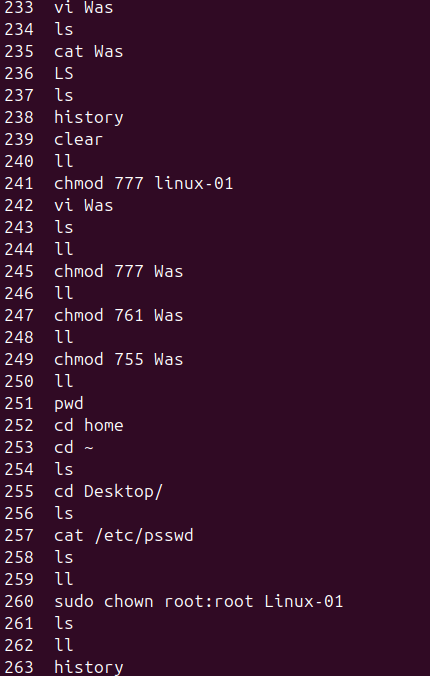 233 vi Was
234 ls
235 cat Was
236 LS
237 ls
238 history
239 clear
240 ll
241 chmod 777 linux-01
242 vi Was
243 ls
244 ll
245 chmod 777 Was
246 ll
247 chmod 761 Was
248 ll
249 chmod 755 Was
250 ll
251 pwd
252 cd home
253 cd ~
254 ls
255 cd Desktop/
256 ls
257 cat /etc/psswd
258 ls
259 ll
260 sudo chown root:root Linux-01
261 ls
262 ll
263 history